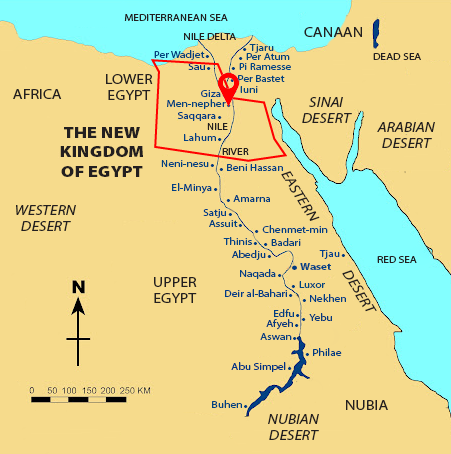 MEDITERRANEAN SEA
CANAAN
NILE DELTA
Tjaru
Per Wadjet
Per Atum
DEAD SEA
Sau
Pi Ramesse
LOWER
EGYPT
Per Bastet
Iuni
AFRICA
Giza
Men-nepher
SINAI
DESERT
Saqqara
NILE
ARABIAN
DESERT
THE NEW
KINGDOM
OF EGYPT
Lahum
RIVER
Neni-nesu
Beni Hassan
EASTERN
El-Minya
Amarna
WESTERN
DESERT
Satju
Assuit
Chenmet-min
Thinis
Badari
Abedju
Tjau
RED SEA
Waset
Naqada
DESERT
UPPER
EGYPT
Luxor
Deir al-Bahari
Nekhen
N
Edfu
Yebu
Afyeh
Aswan
Philae
Abu Simpel
0 50 100 150 200 250 KM
Buhen
NUBIA
NUBIAN
DESERT